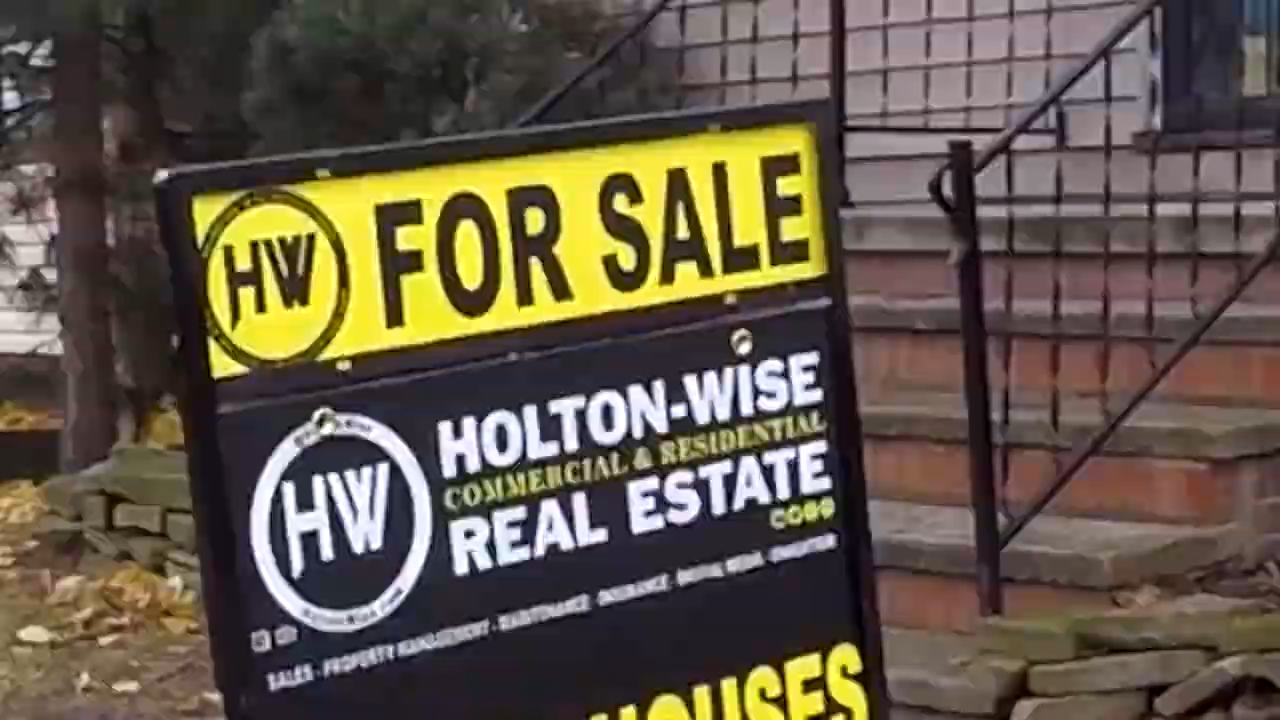 HW FOR SALE
HOLTON-WISE
COMMERCIAL & RESIDENTIAL
HW
REAL ESTATE
SALES - PROPERTY MANAGEMENT - MAINTENANCE - INSURANCE -
HOUSES